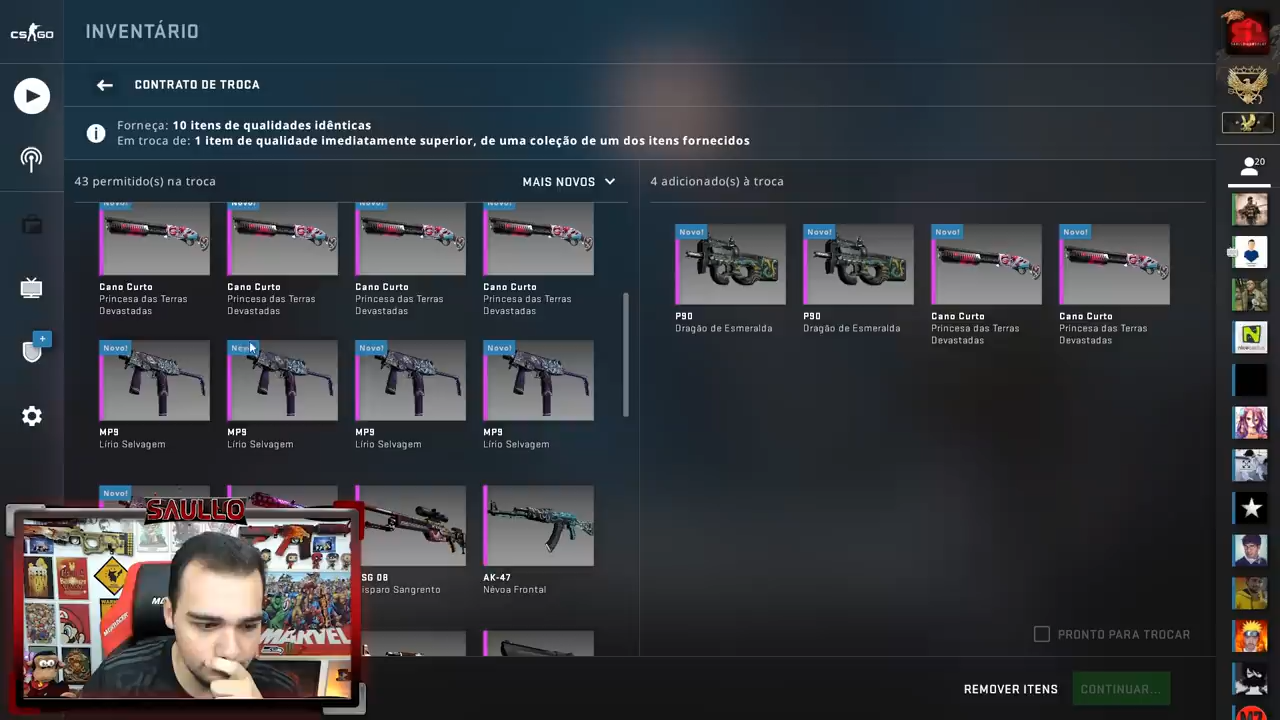 CS GO
INVENTÁRIO
CONTRATO DE TROCA
Forneça: 10 itens de qualidades idênticas
Em troca de: 1 item de qualidade imediatamente superior, de uma coleção de um dos itens fornecidos
43 permitido(s) na troca
MAIS NOVOS
4 adicionado(s) à troca
20
Novo! Novo! Novo! Novo!
Cano Curto
Princesa das Terras
Devastadas
Cano Curto
Princesa das Terras
Devastadas
Cano Curto
Princesa das Terras
Devastadas
Cano Curto
Princesa das Terras
Devastadas
Novo!
MP9
Lírio Selvagem
Novo!
MP9
Lírio Selvagem
Novo!
MP9
Lírio Selvagem
Novo!
MP9
Lírio Selvagem
Novo!
SG 08
isparo Sangrento
AK-47
Névoa Frontal
Novo!
P90
Dragão de Esmeralda
Novo!
P90
Dragão de Esmeralda
Novo!
Cano Curto
Princesa das Terras
Devastadas
Novo!
Cano Curto
Princesa das Terras
Devastadas
SAULLO
MARVEL
PRONTO PARA TROCAR
REMOVER ITENS
CONTINUAR...